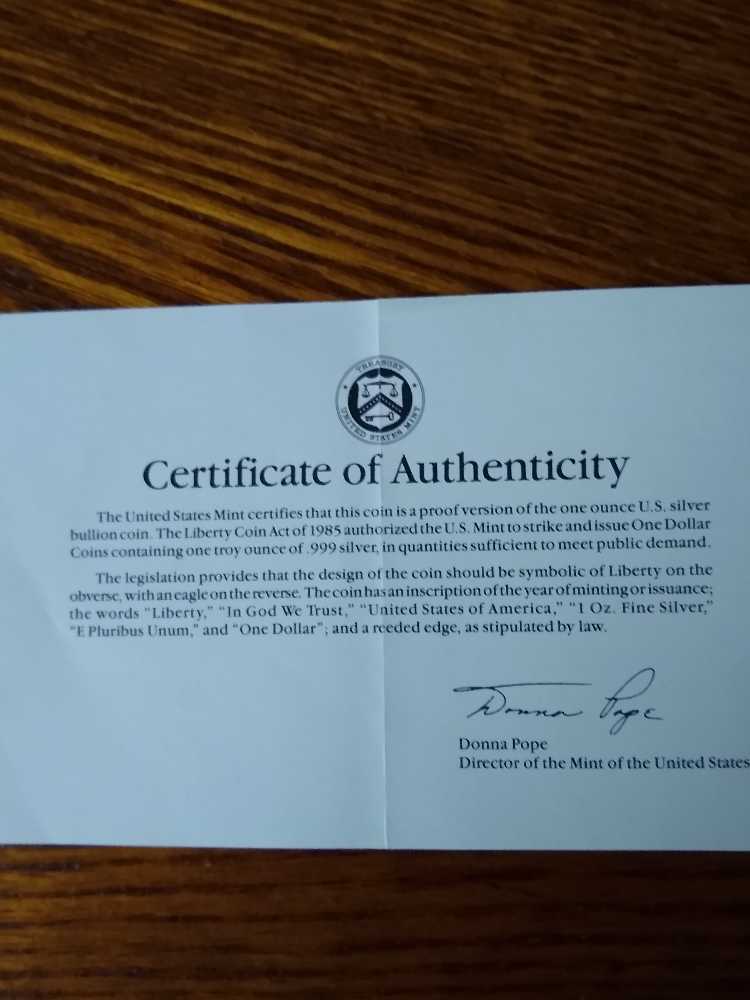 TREASURY
UNITED STATES MINT
Certificate of Authenticity
The United States Mint certifies that this coin is a proof version of the one ounce U.S. silver
bullion coin. The Liberty Coin Act of 1985 authorized the U.S. Mint to strike and issue One Dollar
Coins containing one troy ounce of .999 silver, in quantities sufficient to meet public demand.
The legislation provides that the design of the coin should be symbolic of Liberty on the
obverse, with an eagle on the reverse. The coin has an inscription of the year of minting or issuance;
the words “Liberty,” “In God We Trust,” “United States of America,” “1 Oz. Fine Silver,”
“E Pluribus Unum,” and “One Dollar”; and a reeded edge, as stipulated by law.
Donna Pope
Donna Pope
Director of the Mint of the United States